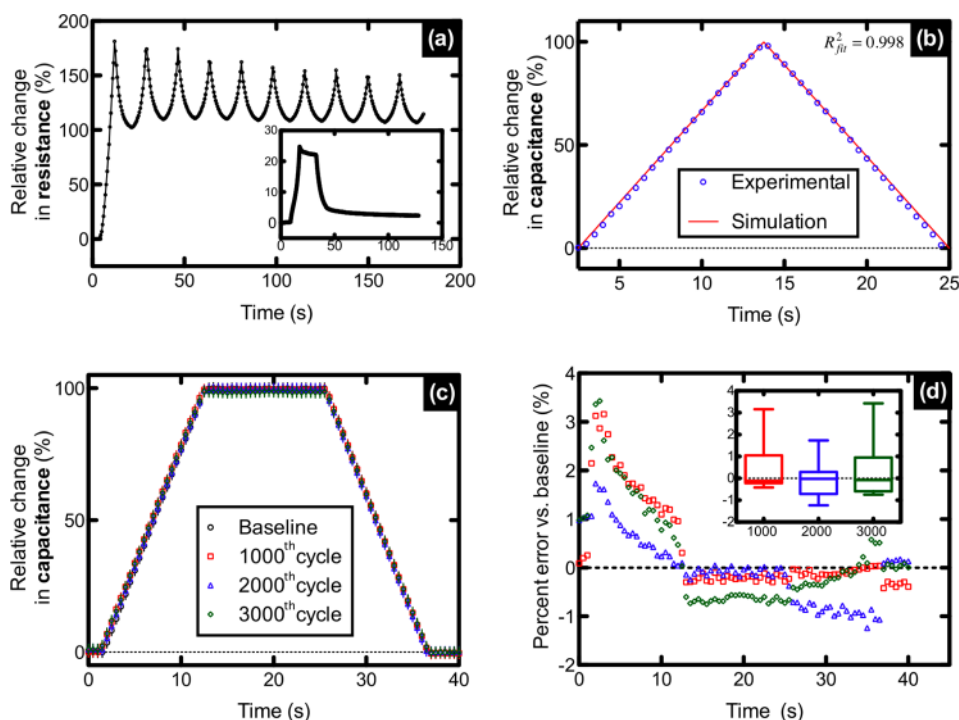 (a)
Relative change
in resistance (%)
200
150
100
50
0
0 50 100 150 200
Time (s)
30
20
10
0
0 50 100 150
(b)
R²fit = 0.998
Relative change
in capacitance (%)
100
50
0
5 10 15 20 25
Time (s)
Experimental
Simulation
(c)
Relative change
in capacitance (%)
100
50
0
0 10 20 30 40
Time (s)
Baseline
1000th cycle
2000th cycle
3000th cycle
(d)
Percent error vs. baseline (%)
4
3
2
1
0
-1
-2
0 10 20 30 40
Time (s)
4
3
2
1
0
-1
-2
1000 2000 3000